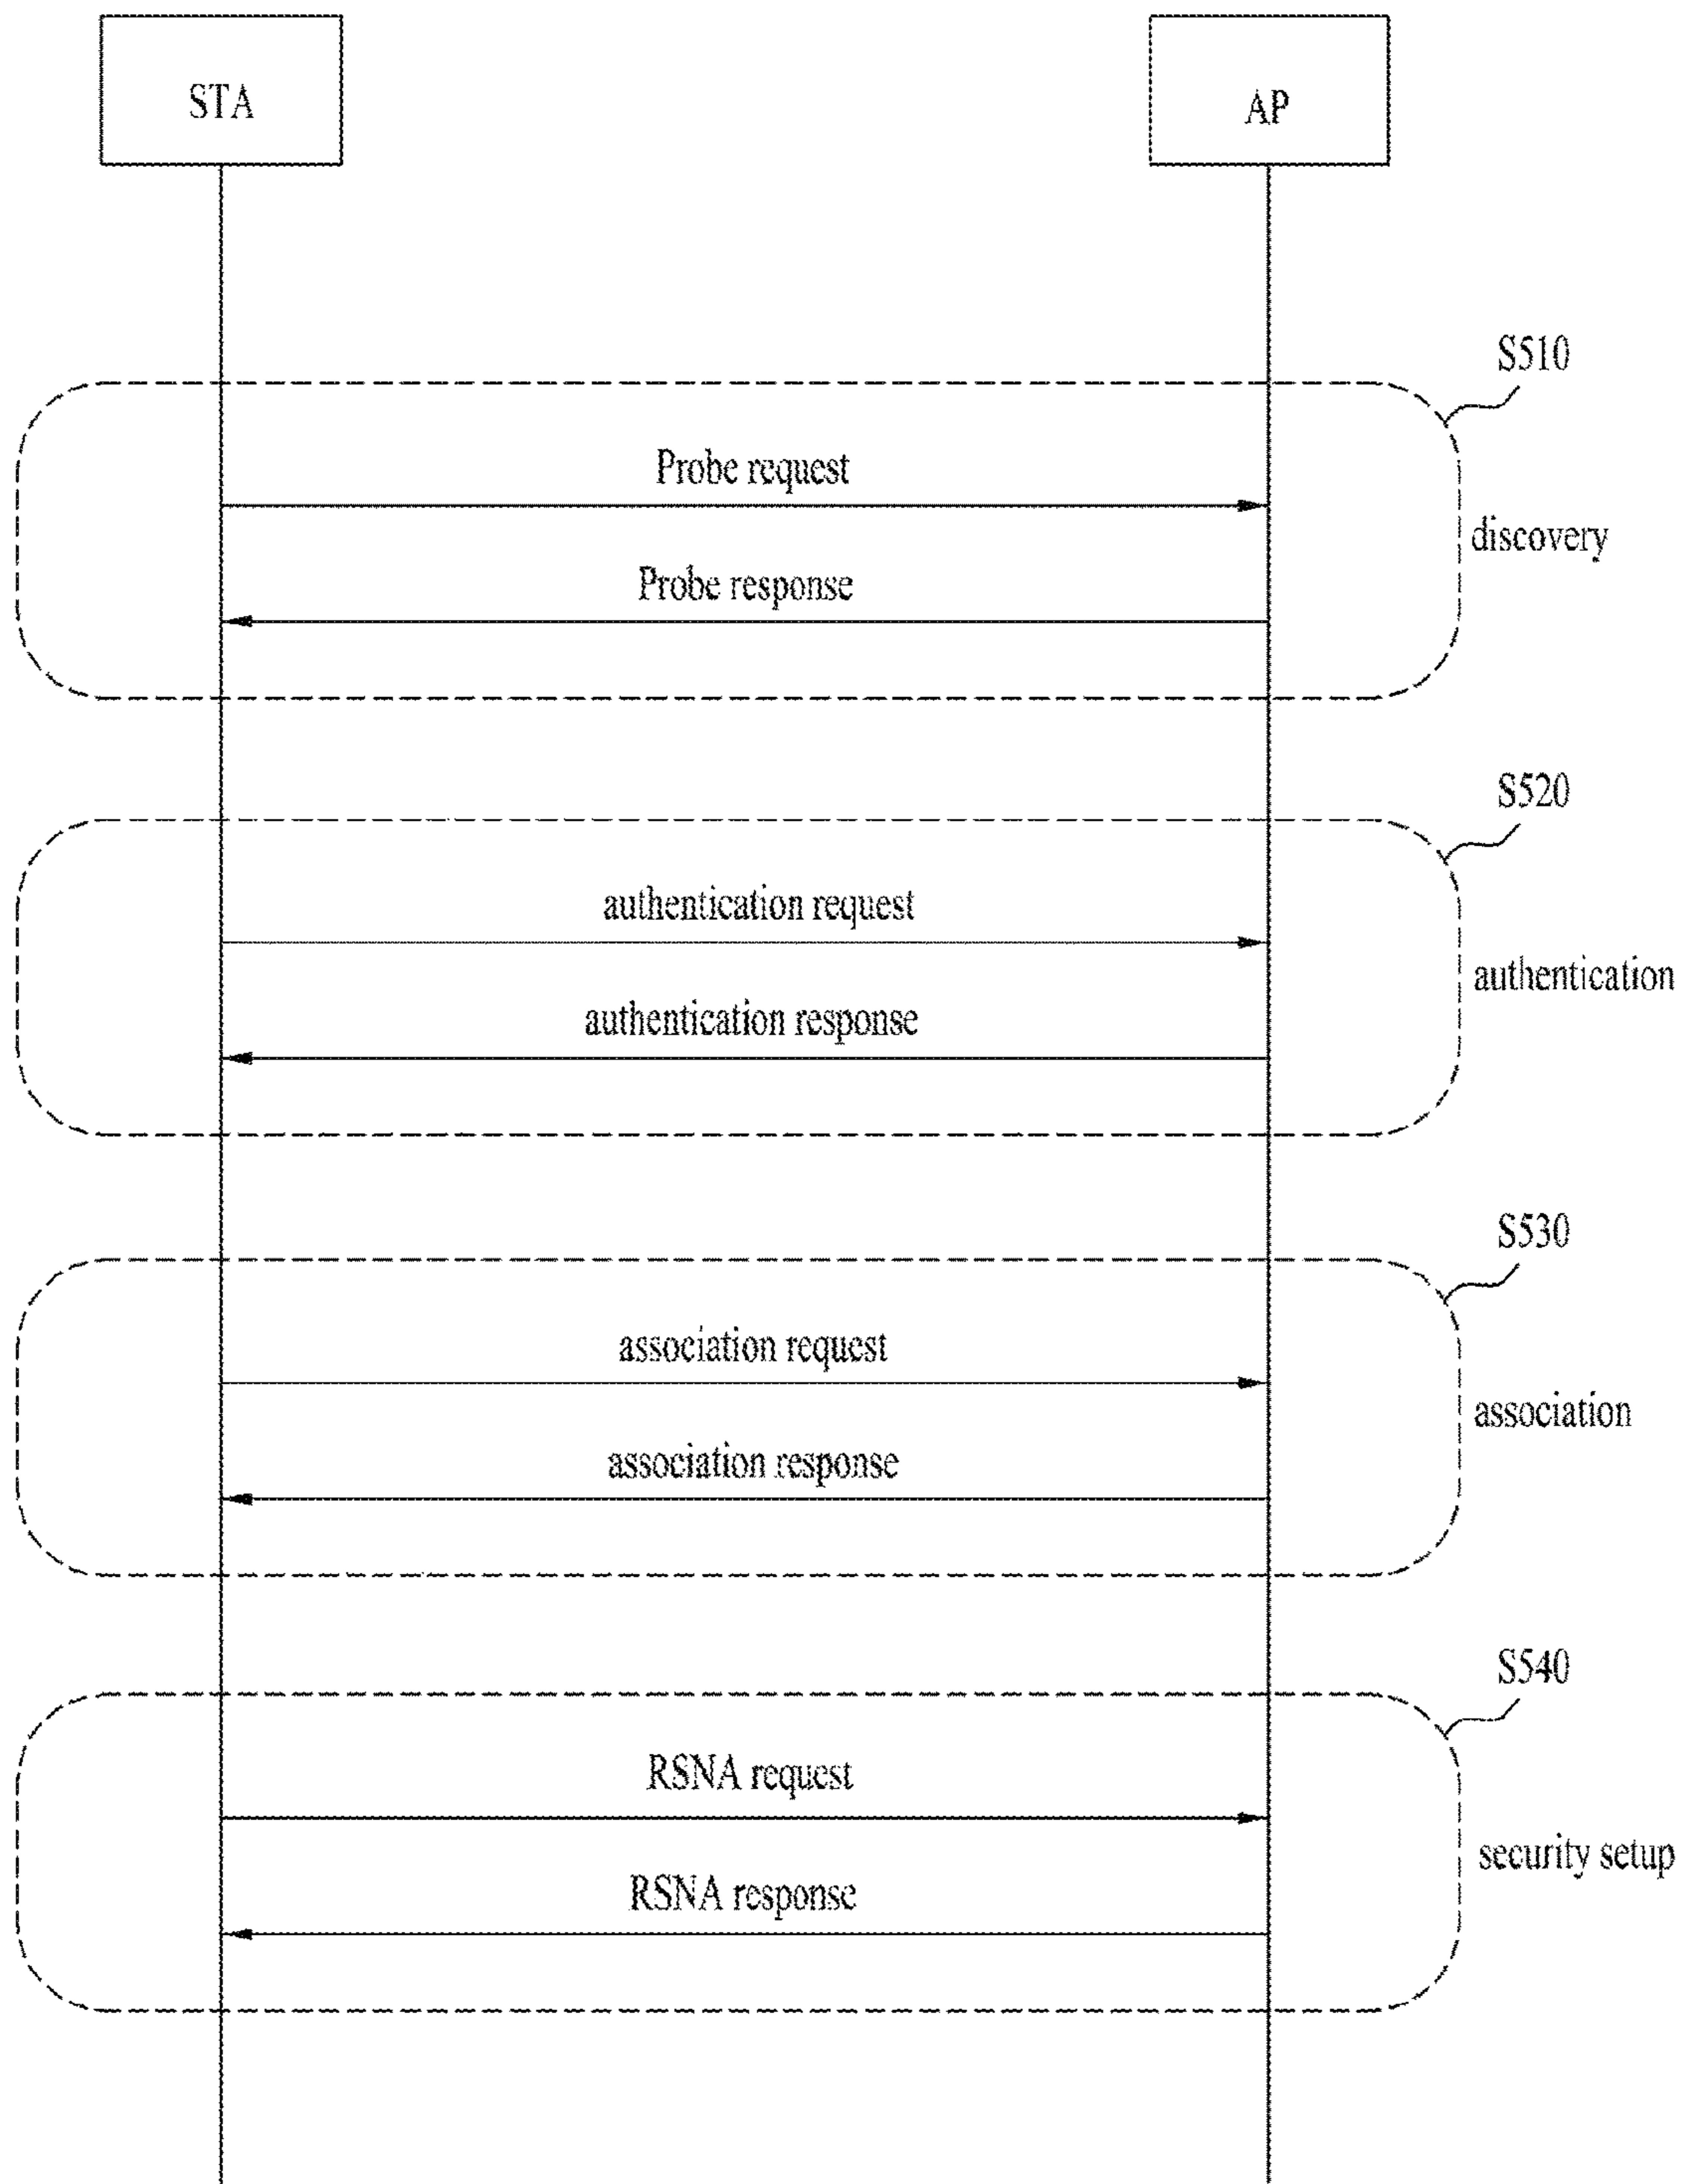 STA
AP
S510
Probe request
discovery
Probe response
S520
authentication request
authentication
authentication response
S530
association request
association
association response
S540
RSNA request
security setup
RSNA response